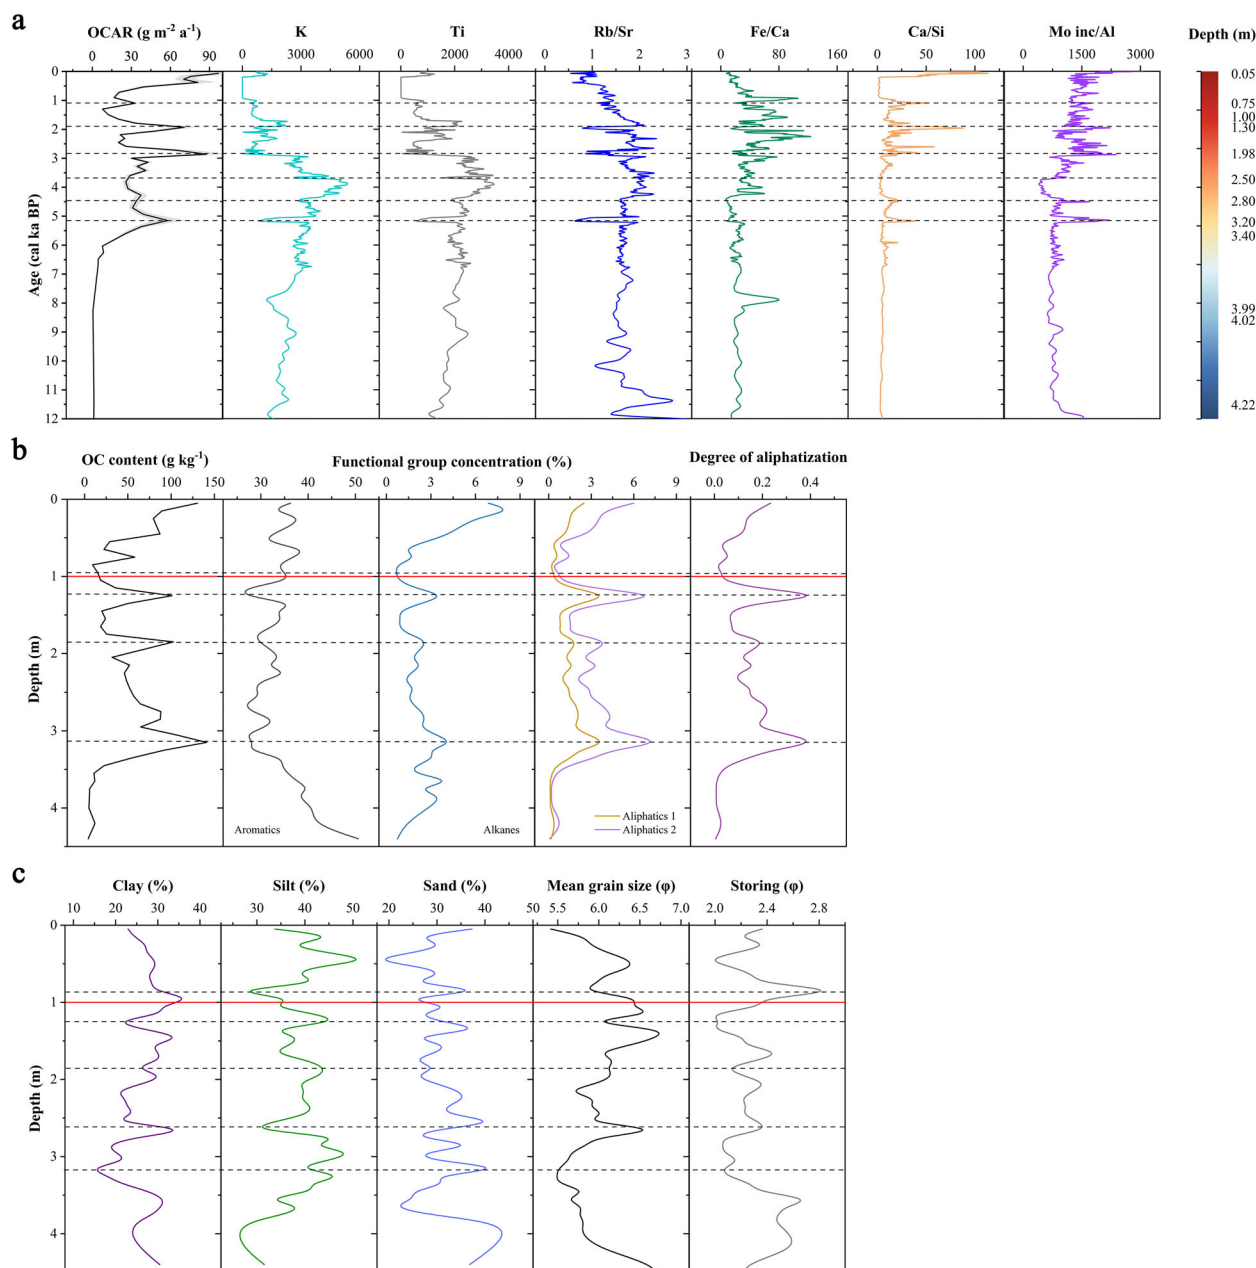 a
OCAR (g m-2 a-1) K Ti Rb/Sr Fe/Ca Ca/Si Mo inc/Al Depth (m)
0 30 60 90 0 3000 6000 0 2000 4000 0 1 2 3 0 80 160 0 50 100 0 1500 3000
Age (cal ka BP)
0
1
2
3
4
5
6
7
8
9
10
11
12
0.05
0.75
1.00
1.30
1.98
2.50
2.80
3.20
3.40
3.99
4.02
4.22
b
OC content (g kg-1) Functional group concentration (%) Degree of aliphatization
0 50 100 150 30 40 50 0 3 6 9 0 3 6 9 0.0 0.2 0.4
Depth (m)
0
1
2
3
4
Aromatics
Alkanes
Aliphatics 1
Aliphatics 2
c
Clay (%) Silt (%) Sand (%) Mean grain size (φ) Storing (φ)
10 20 30 40 30 40 50 20 30 40 50 5.5 6.0 6.5 7.0 2.0 2.4 2.8
Depth (m)
0
1
2
3
4